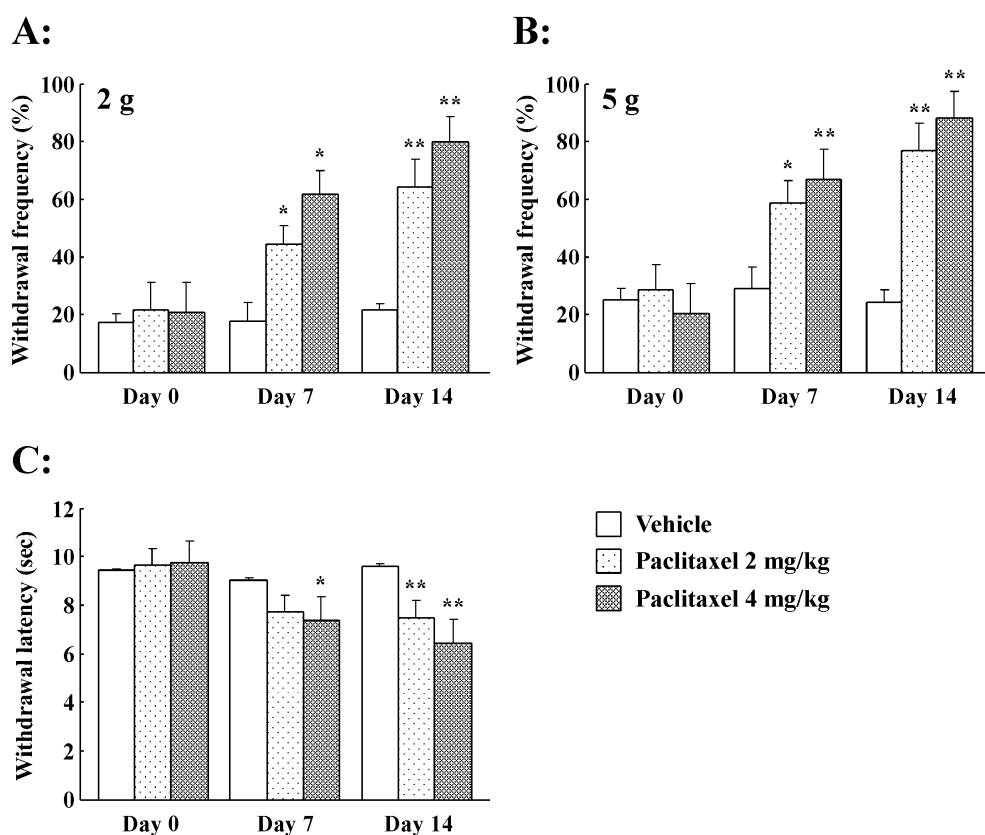 A:
2 g
Withdrawal frequency (%)
100
80
60
40
20
0
*
*
**
**
Day 0 Day 7 Day 14
B:
5 g
Withdrawal frequency (%)
100
80
60
40
20
0
*
**
**
**
Day 0 Day 7 Day 14
C:
Withdrawal latency (sec)
12
10
8
6
4
2
0
*
**
**
Day 0 Day 7 Day 14
Vehicle
Paclitaxel 2 mg/kg
Paclitaxel 4 mg/kg